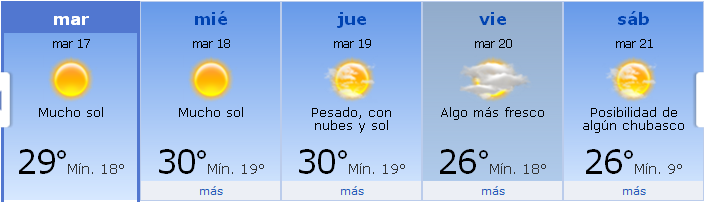 mar mié jue vie sáb
mar 17 mar 18 mar 19 mar 20 mar 21
Mucho sol
Mucho sol
Pesado, con
nubes y sol
Algo más fresco
Posibilidad de
algún chubasco
29° Mín. 18° 30° Mín. 19° 30° Mín. 19° 26° Mín. 18° 26° Mín. 9°
más más más más